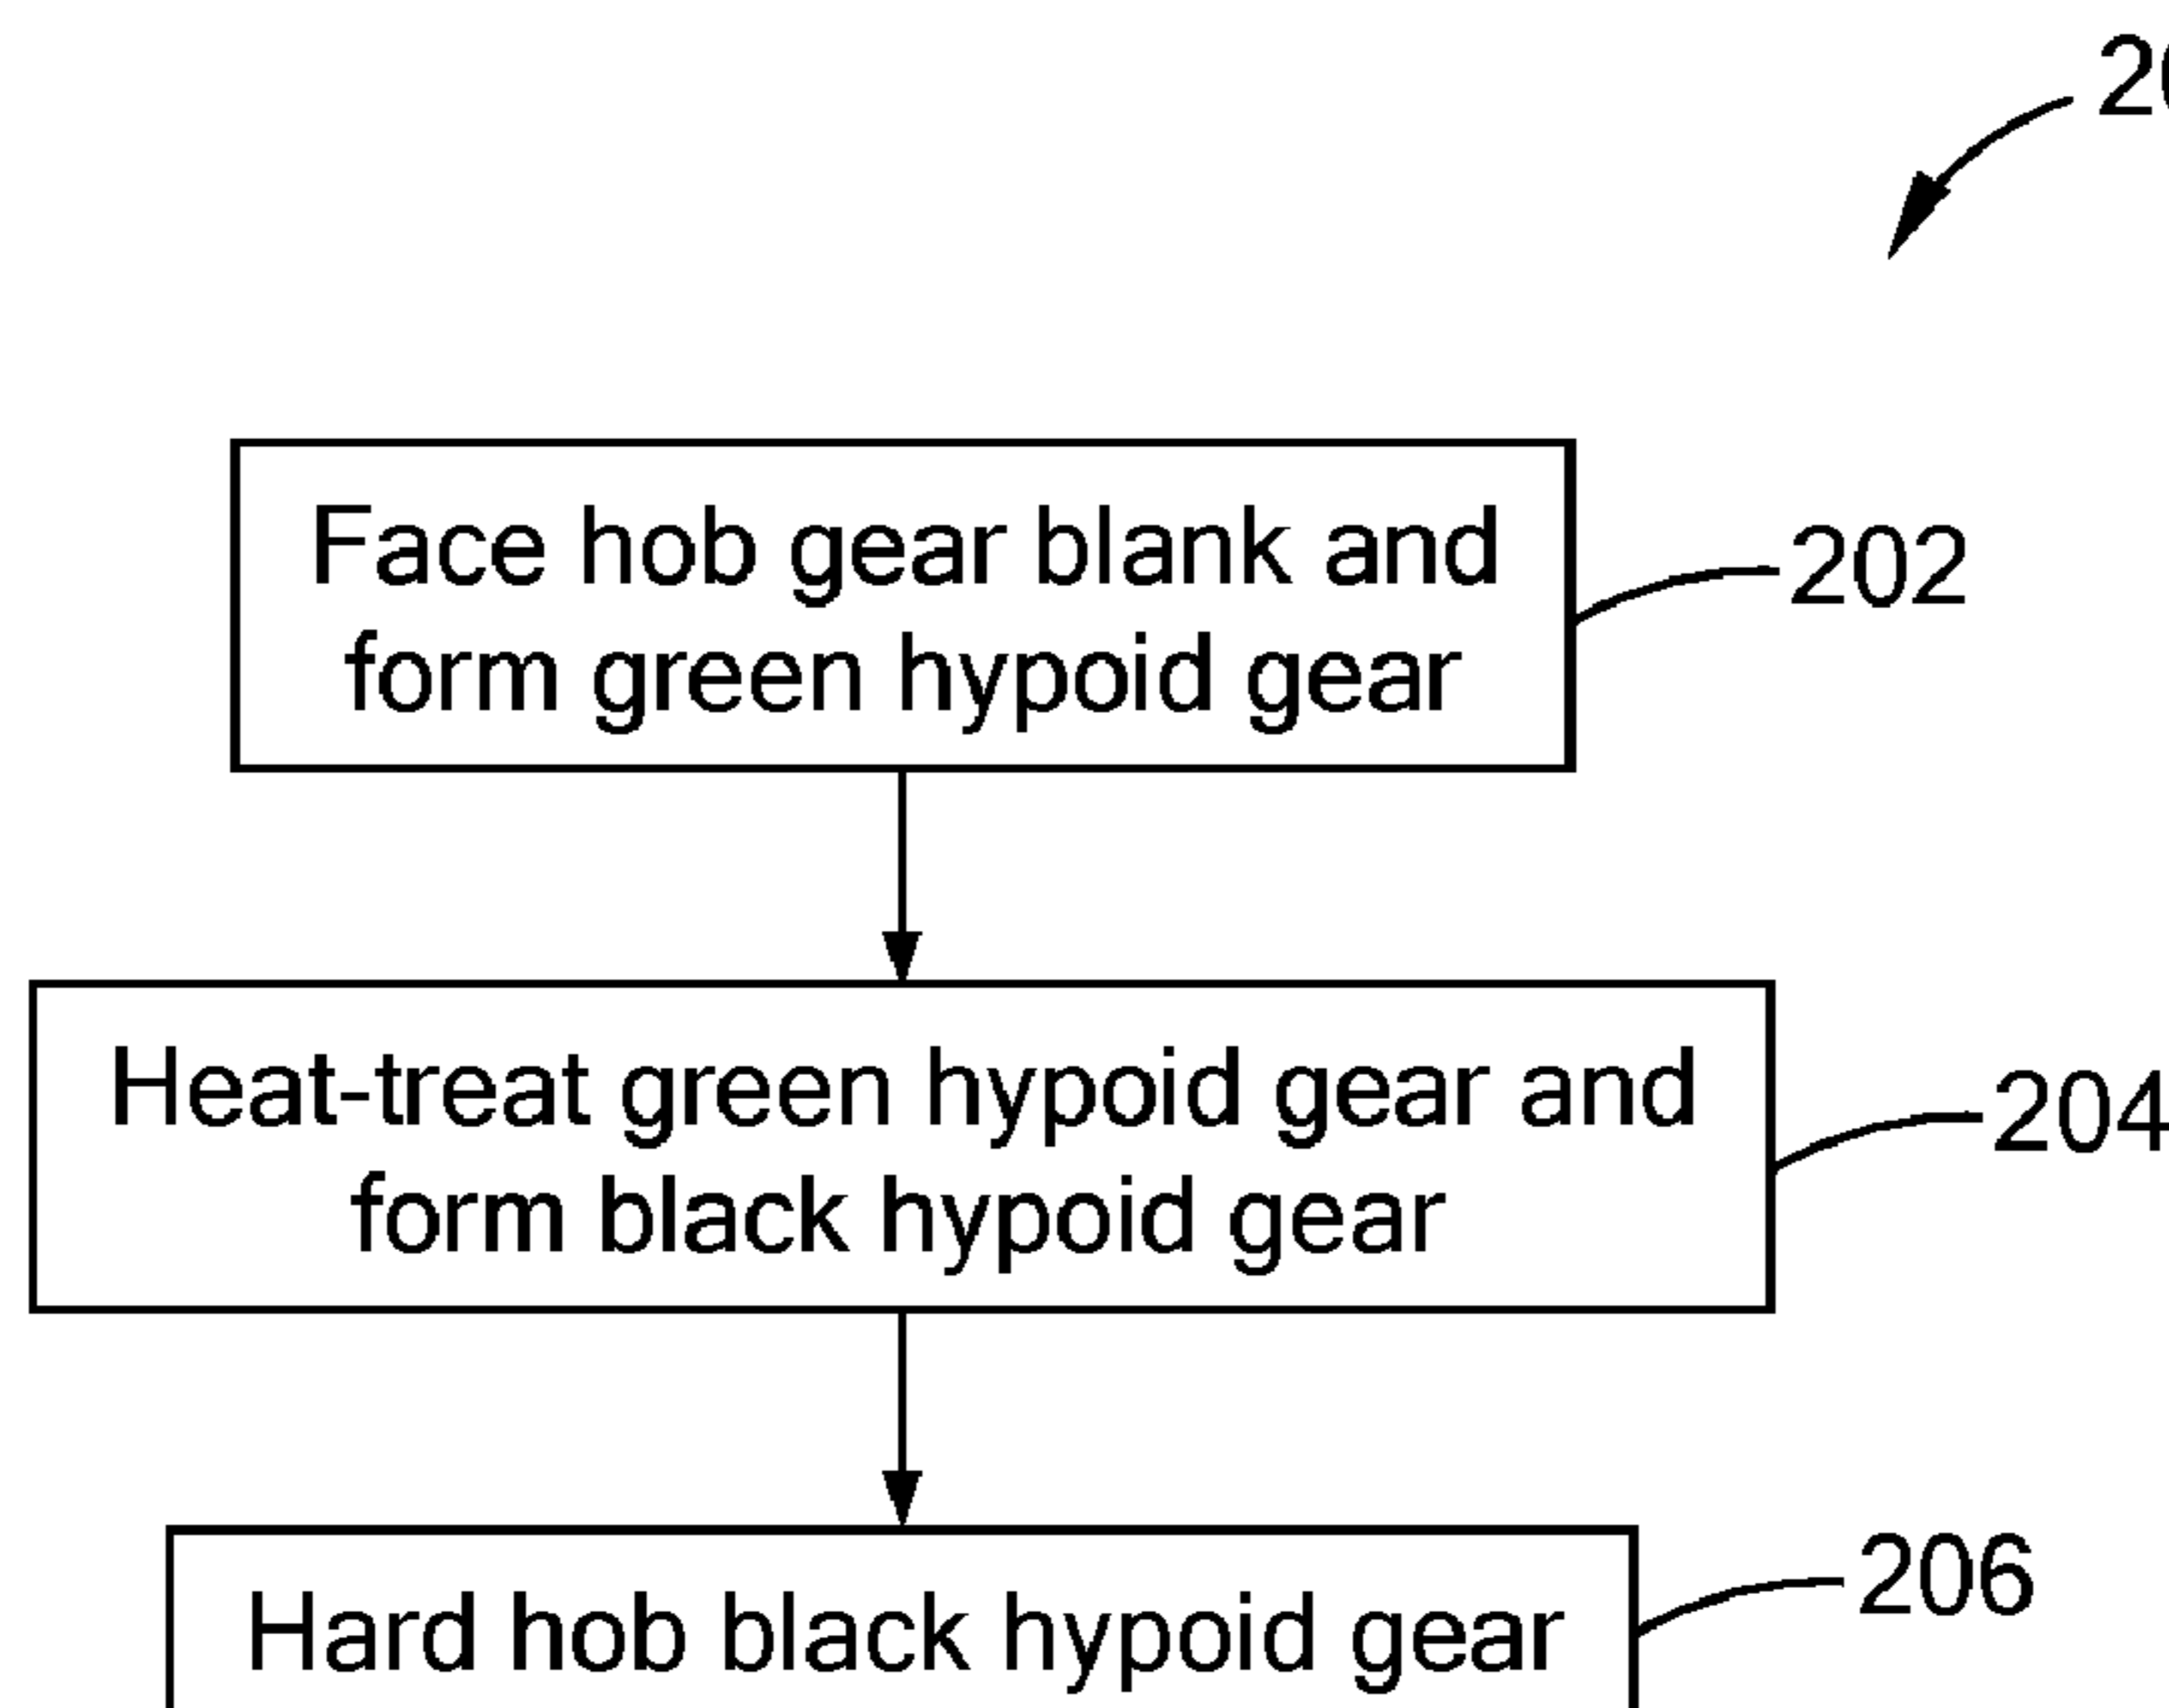 Face hob gear blank and
form green hypoid gear
202
Heat-treat green hypoid gear and
form black hypoid gear
204
Hard hob black hypoid gear
206